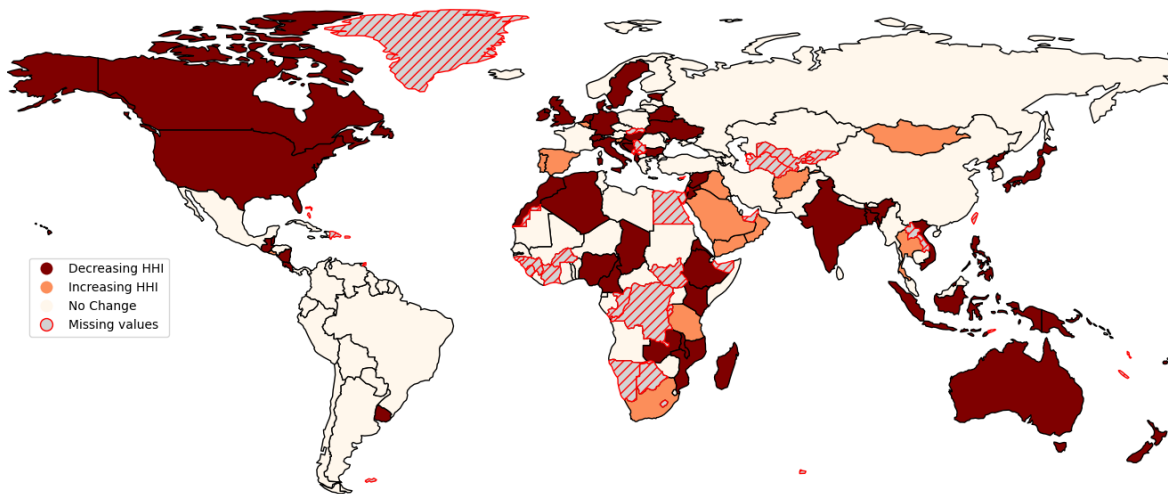 Decreasing HHI
Increasing HHI
No Change
Missing values